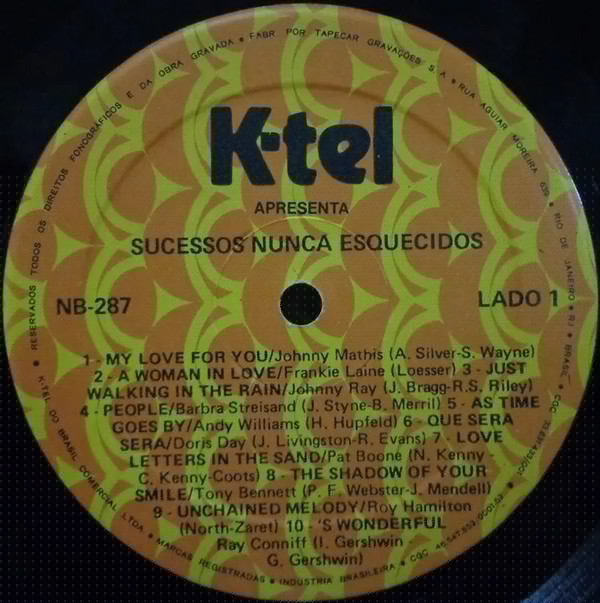 RESERVADOS TODOS OS DIREITOS FONOGRÁFICOS E DA OBRA GRAVADA • FABR POR TAPECAR GRAVAÇÕES S.A • RUA AGUIAR MOREIRA 639 • RIO DE JANEIRO • RJ • BRASIL
K-tel
APRESENTA
SUCESSOS NUNCA ESQUECIDOS
NB-287
LADO 1
1 - MY LOVE FOR YOU/Johnny Mathis (A. Silver-S. Wayne)
2 - A WOMAN IN LOVE/Frankie Laine (Loesser) 3 - JUST
WALKING IN THE RAIN/Johnny Ray (J. Bragg-R.S. Riley)
4 - PEOPLE/Barbra Streisand (J. Styne-B. Merril) 5 - AS TIME
GOES BY/Andy Williams (H. Hupfeld) 6 - QUE SERA
SERA/Doris Day (J. Livingston-R. Evans) 7 - LOVE
LETTERS IN THE SAND/Pat Boone (N. Kenny -
C. Kenny-Coots) 8 - THE SHADOW OF YOUR
SMILE/Tony Bennett (P. F. Webster-J. Mendell)
9 - UNCHAINED MELODY/Roy Hamilton
(North-Zaret) 10 - 'S WONDERFUL
Ray Conniff (I. Gershwin -
G. Gershwin)
K-TEL DO BRASIL COMERCIAL LTDA • MARCAS REGISTRADAS • INDÚSTRIA BRASILEIRA • CGC